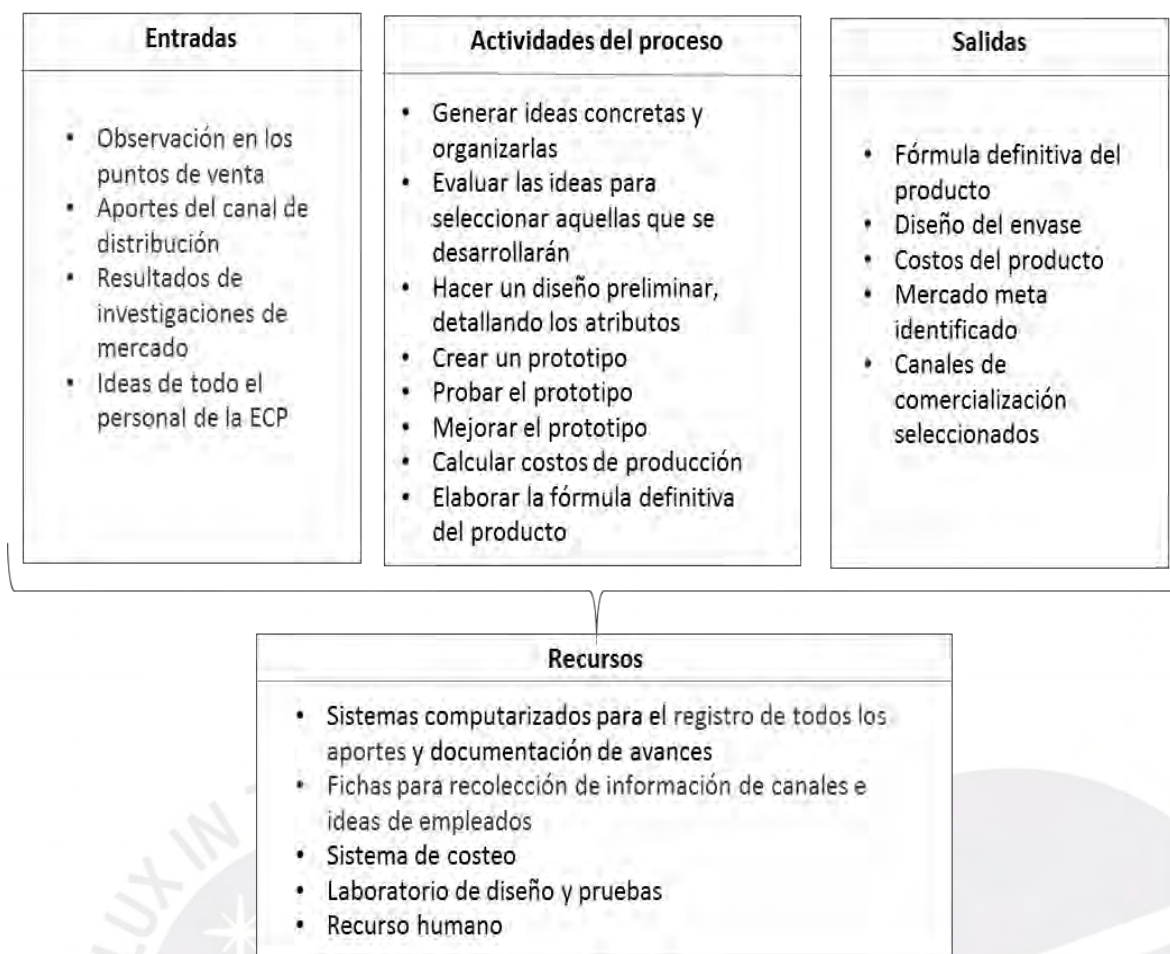 Entradas
• Observación en los
puntos de venta
• Aportes del canal de
distribución
• Resultados de
investigaciones de
mercado
• Ideas de todo el
personal de la ECP
Actividades del proceso
• Generar ideas concretas y
organizarlas
• Evaluar las ideas para
seleccionar aquellas que se
desarrollarán
• Hacer un diseño preliminar,
detallando los atributos
• Crear un prototipo
• Probar el prototipo
• Mejorar el prototipo
• Calcular costos de producción
• Elaborar la fórmula definitiva
del producto
Salidas
• Fórmula definitiva del
producto
• Diseño del envase
• Costos del producto
• Mercado meta
identificado
• Canales de
comercialización
seleccionados
Recursos
• Sistemas computarizados para el registro de todos los
aportes y documentación de avances
• Fichas para recolección de información de canales e
ideas de empleados
• Sistema de costeo
• Laboratorio de diseño y pruebas
• Recurso humano
LUX IN